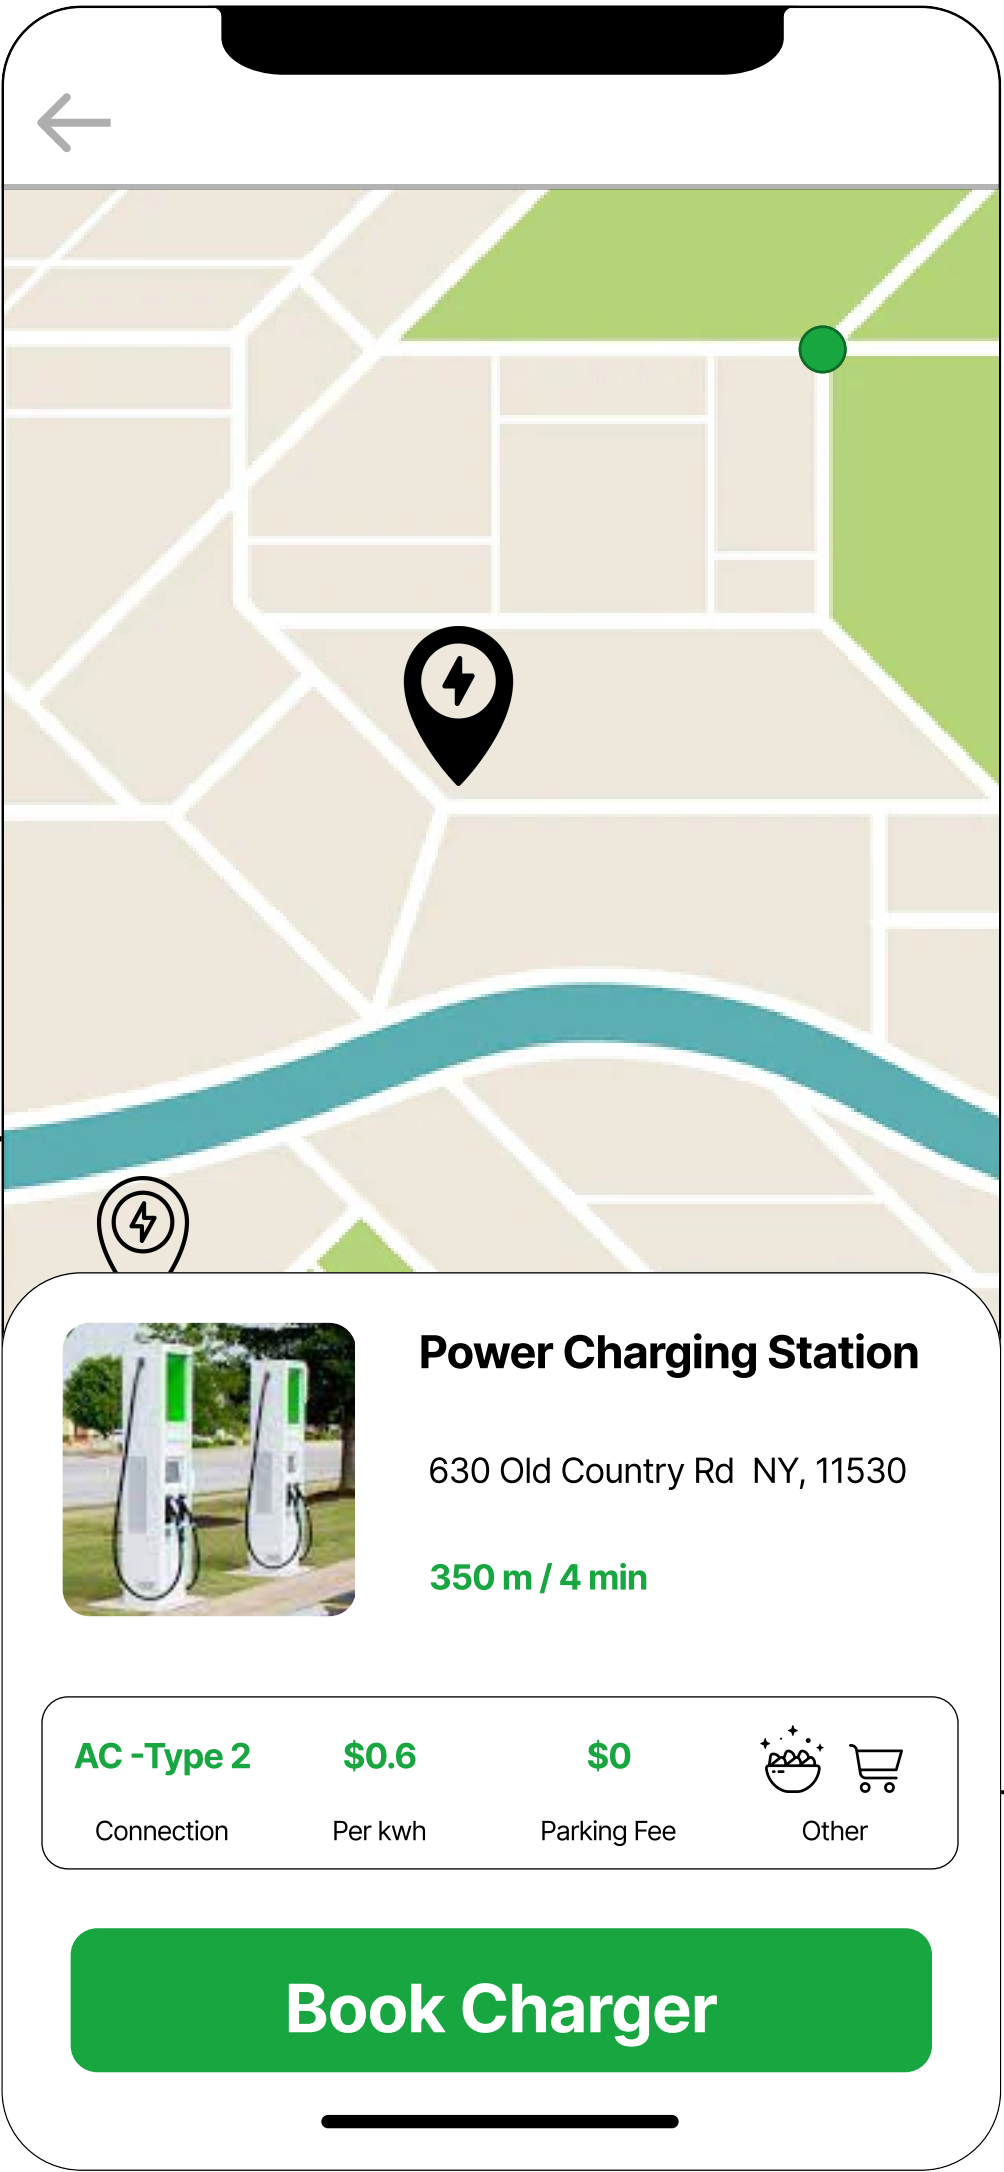 Power Charging Station
630 Old Country Rd  NY, 11530
350 m / 4 min
AC -Type 2 $0.6 $0
Connection Per kwh Parking Fee Other
Book Charger